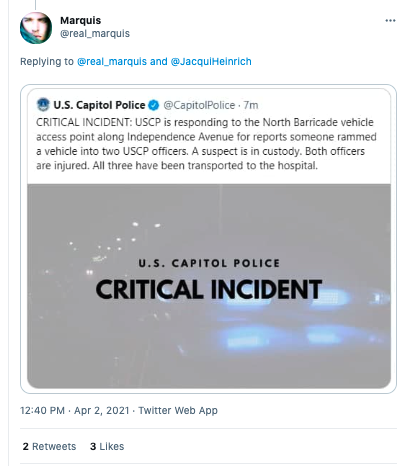 Marquis
@real_marquis
Replying to @real_marquis and @JacquiHeinrich
U.S. Capitol Police @CapitolPolice · 7m
CRITICAL INCIDENT: USCP is responding to the North Barricade vehicle
access point along Independence Avenue for reports someone rammed
a vehicle into two USCP officers. A suspect is in custody. Both officers
are injured. All three have been transported to the hospital.
U.S. CAPITOL POLICE
CRITICAL INCIDENT
12:40 PM · Apr 2, 2021 · Twitter Web App
2 Retweets 3 Likes